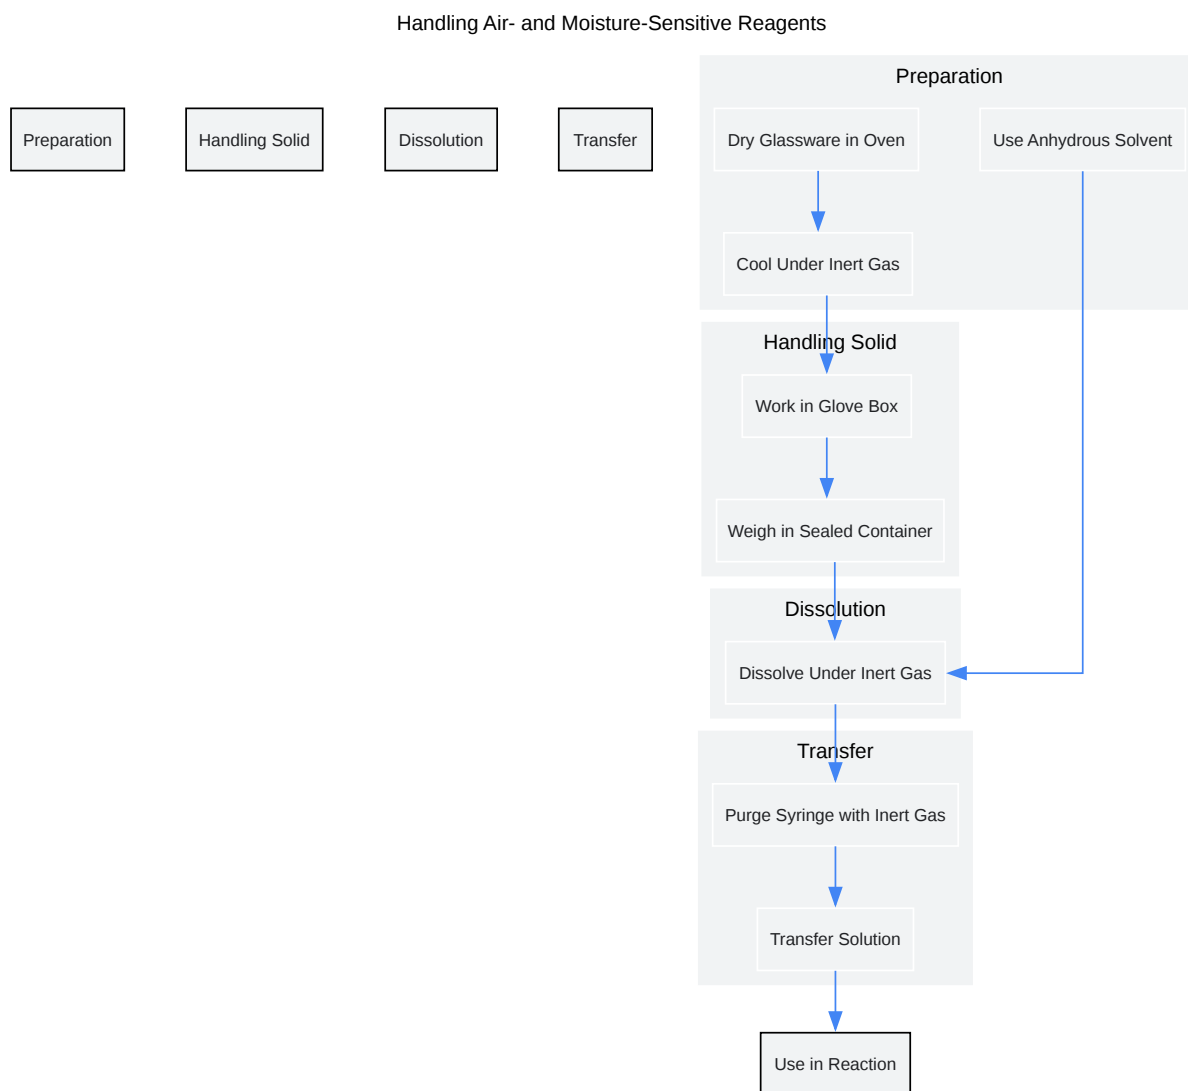 Handling Air- and Moisture-Sensitive Reagents
Preparation
Handling Solid
Dissolution
Transfer
Preparation
Dry Glassware in Oven
Use Anhydrous Solvent
Cool Under Inert Gas
Handling Solid
Work in Glove Box
Weigh in Sealed Container
Dissolution
Dissolve Under Inert Gas
Transfer
Purge Syringe with Inert Gas
Transfer Solution
Use in Reaction